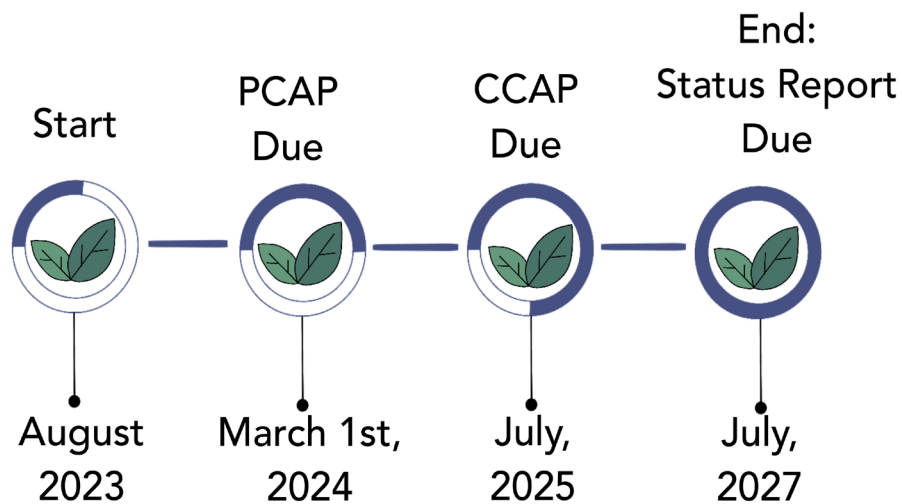 Start
August
2023
PCAP
Due
March 1st,
2024
CCAP
Due
July,
2025
End:
Status Report
Due
July,
2027